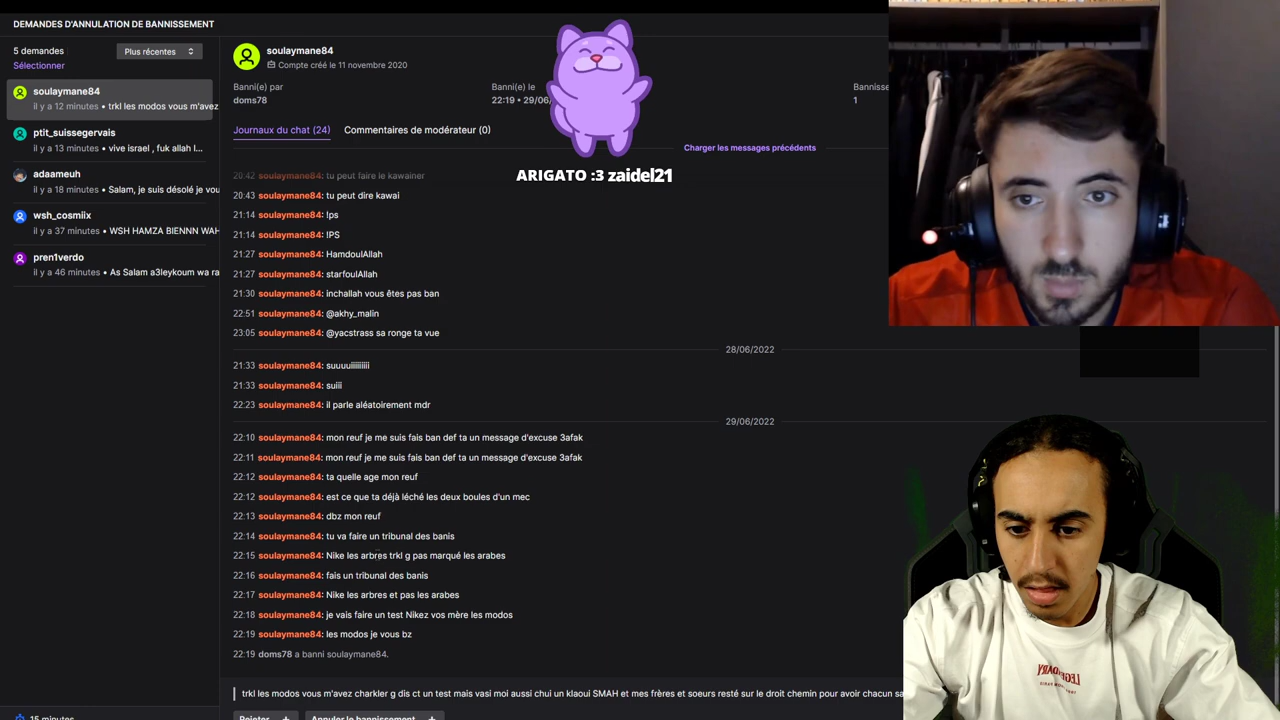 DEMANDES D'ANNULATION DE BANNISSEMENT
5 demandes
Plus récentes
Sélectionner
soulaymane84
il y a 12 minutes • trkl les modos vous m'avez
ptit_suissegervais
il y a 13 minutes • vive israel , fuk allah l...
adaameuh
il y a 18 minutes • Salam, je suis désolé je vou
wsh_cosmiix
il y a 37 minutes • WSH HAMZA BIENNN WAH
pren1verdo
il y a 46 minutes • As Salam a3leykoum wa ra
15 minutes
soulaymane84
Compte créé le 11 novembre 2020
Banni(e) par
doms78
Banni(e) le
22:19 • 29/06/
Bannisse
1
Journaux du chat (24)
Commentaires de modérateur (0)
Charger les messages précédents
ARIGATO :3 zaidel21
20:42 soulaymane84: tu peut faire le kawainer
20:43 soulaymane84: tu peut dire kawai
21:14 soulaymane84: !ps
21:14 soulaymane84: !PS
21:27 soulaymane84: HamdoulAllah
21:27 soulaymane84: starfoulAllah
21:30 soulaymane84: inchallah vous êtes pas ban
22:51 soulaymane84: @akhy_malin
23:05 soulaymane84: @yacstrass sa ronge ta vue
28/06/2022
21:33 soulaymane84: suuuuiiiiiiiiii
21:33 soulaymane84: suiii
22:23 soulaymane84: il parle aléatoirement mdr
29/06/2022
22:10 soulaymane84: mon reuf je me suis fais ban def ta un message d'excuse 3afak
22:11 soulaymane84: mon reuf je me suis fais ban def ta un message d'excuse 3afak
22:12 soulaymane84: ta quelle age mon reuf
22:12 soulaymane84: est ce que ta déjà léché les deux boules d'un mec
22:13 soulaymane84: dbz mon reuf
22:14 soulaymane84: tu va faire un tribunal des banis
22:15 soulaymane84: Nike les arbres trkl g pas marqué les arabes
22:16 soulaymane84: fais un tribunal des banis
22:17 soulaymane84: Nike les arbres et pas les arabes
22:18 soulaymane84: je vais faire un test Nikez vos mère les modos
22:19 soulaymane84: les modos je vous bz
22:19 doms78 a banni soulaymane84.
trkl les modos vous m'avez charkler g dis ct un test mais vasi moi aussi chui un klaoui SMAH et mes frères et soeurs resté sur le droit chemin pour avoir chacun sa
Rejeter +
Annuler le bannissement +